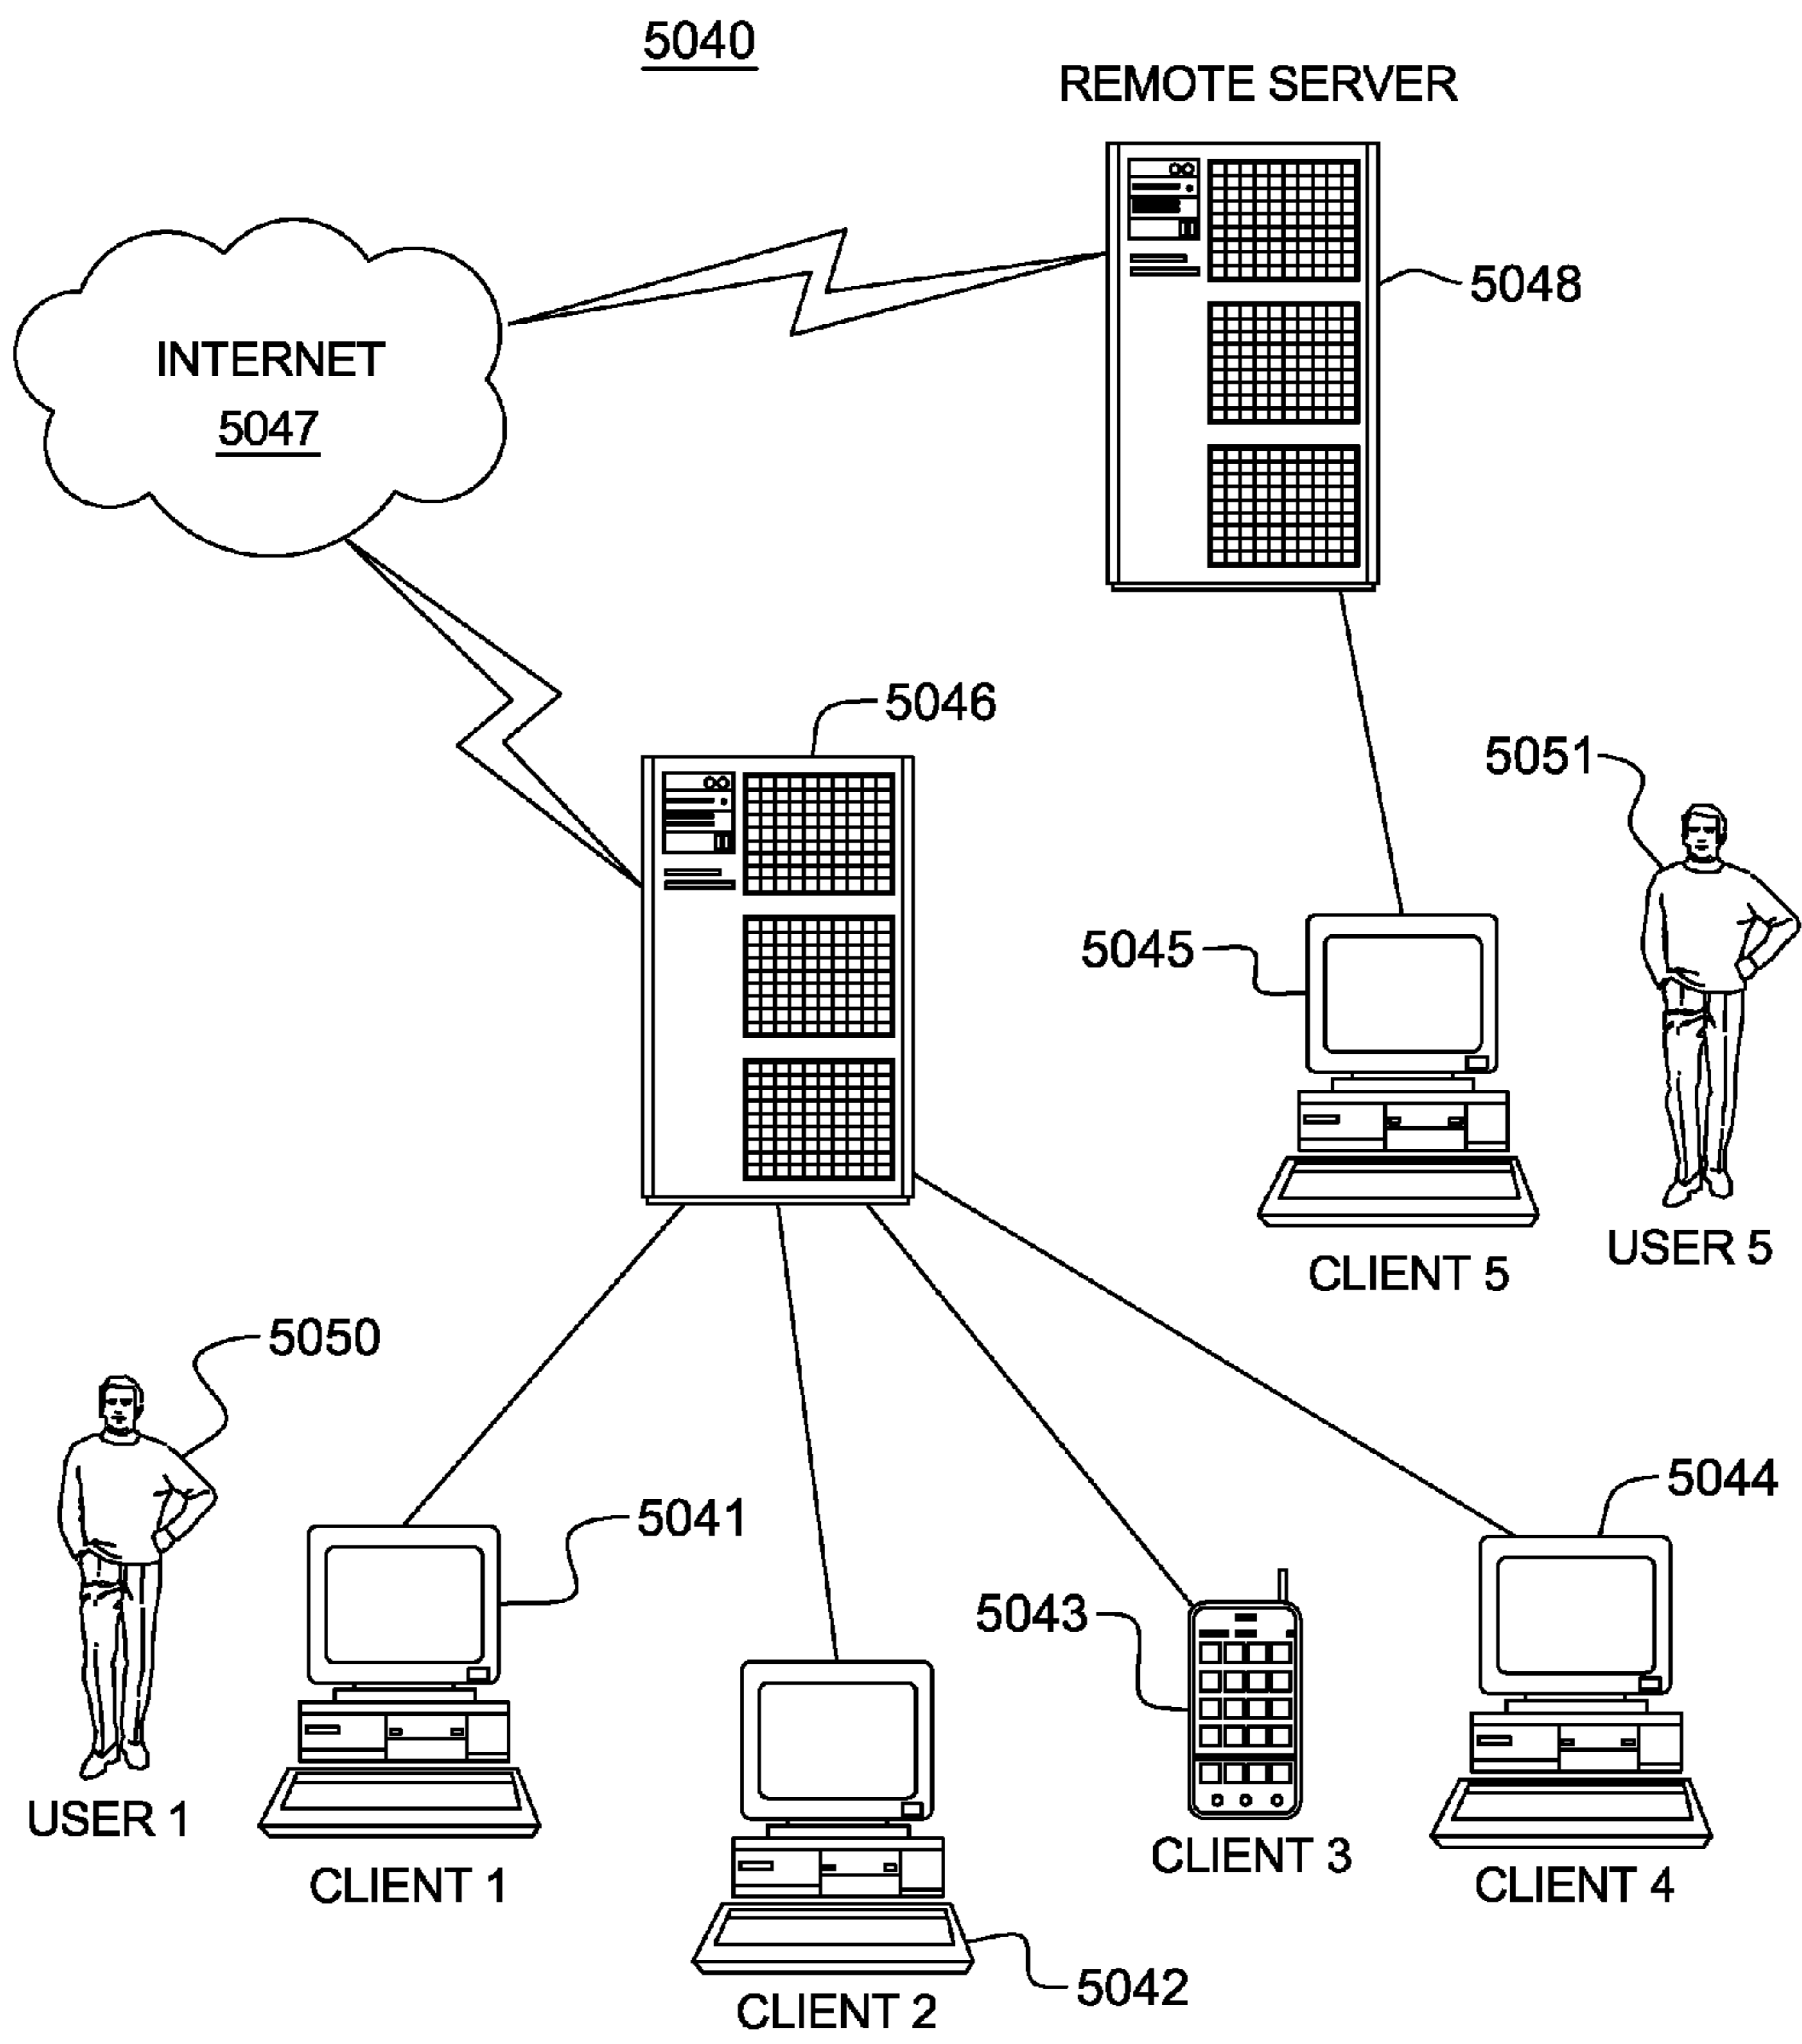 5040
REMOTE SERVER
5048
INTERNET
5047
5046
5051
5045
USER 5
CLIENT 5
5050
5041
5044
5043
USER 1
CLIENT 1
CLIENT 3
CLIENT 4
5042
CLIENT 2